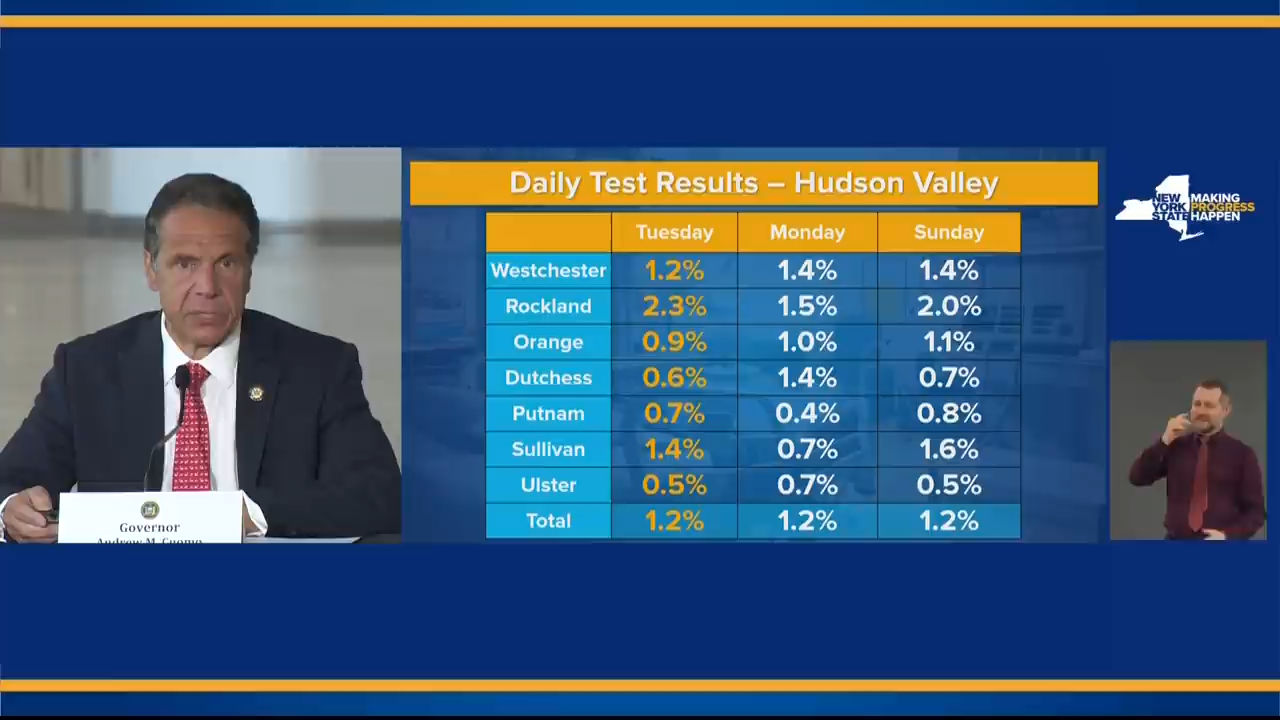 Daily Test Results – Hudson Valley
Tuesday Monday Sunday
Westchester 1.2% 1.4% 1.4%
Rockland 2.3% 1.5% 2.0%
Orange 0.9% 1.0% 1.1%
Dutchess 0.6% 1.4% 0.7%
Putnam 0.7% 0.4% 0.8%
Sullivan 1.4% 0.7% 1.6%
Ulster 0.5% 0.7% 0.5%
Total 1.2% 1.2% 1.2%
NEW YORK STATE
MAKING
PROGRESS
HAPPEN
Governor
Andrew M. Cuomo